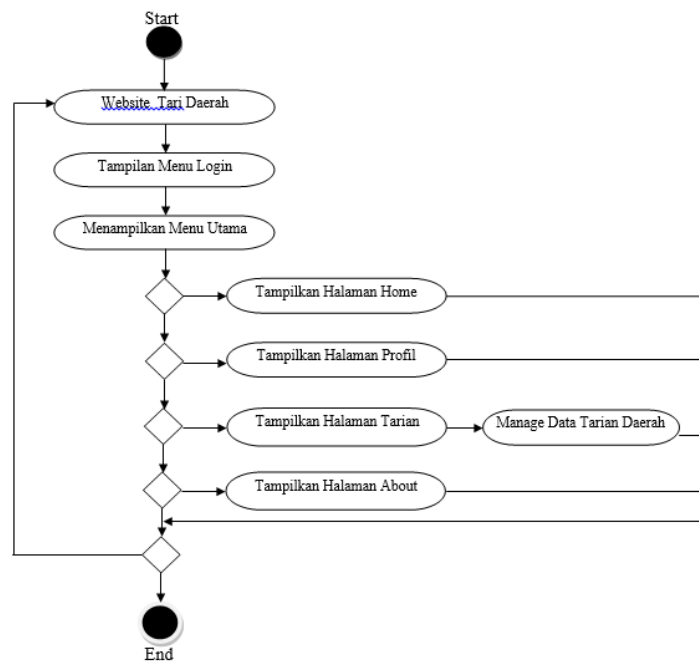 Start
Website Tari Daerah
Tampilan Menu Login
Menampilkan Menu Utama
Tampilkan Halaman Home
Tampilkan Halaman Profil
Tampilkan Halaman Tarian
Manage Data Tarian Daerah
Tampilkan Halaman About
End